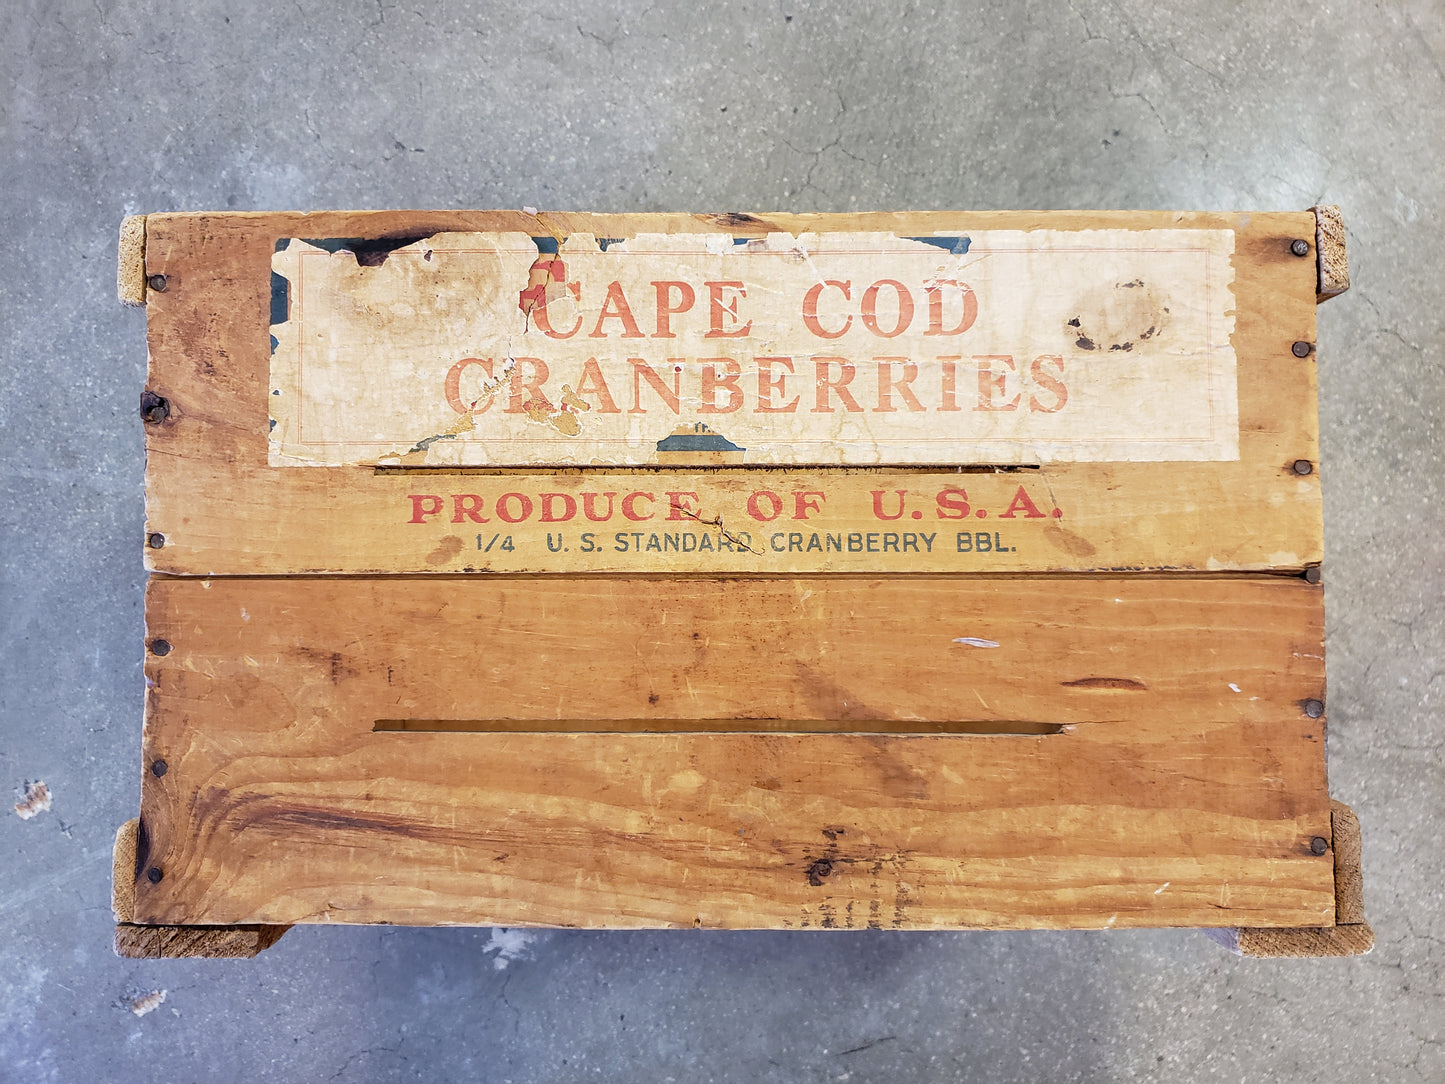 CAPE COD
CRANBERRIES
PRODUCE OF U.S.A.
1/4 U.S. STANDARD CRANBERRY BBL.